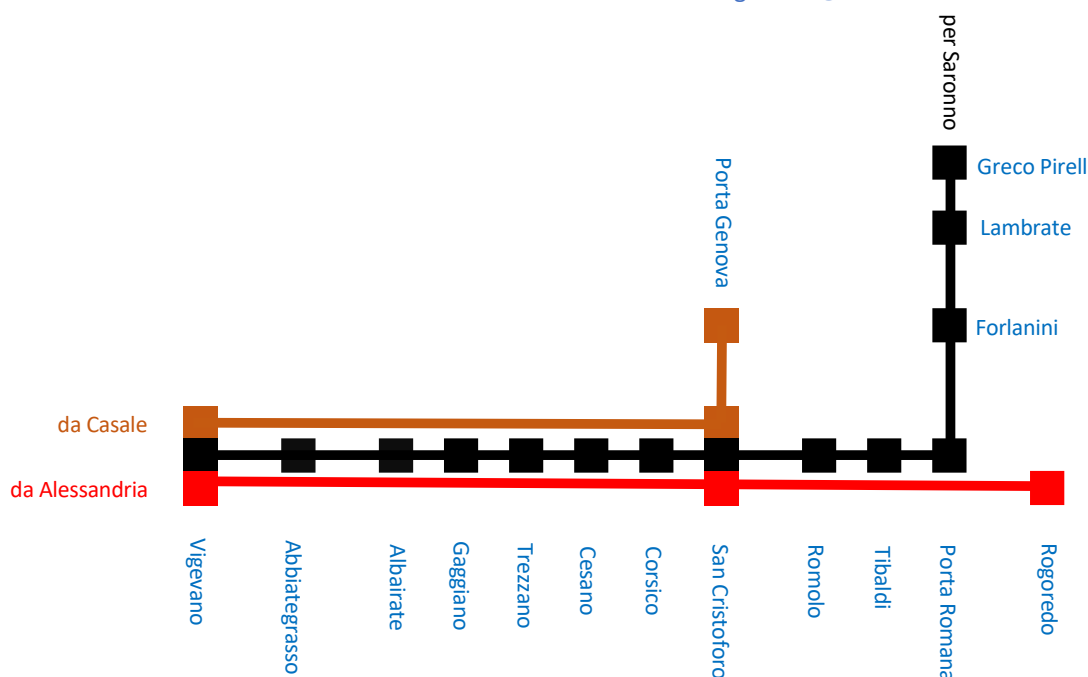 per Saronno
Greco Pirell
Porta Genova
Lambrate
Forlanini
da Casale
da Alessandria
Vigevano
Abbiategrasso
Albairate
Gaggiano
Trezzano
Cesano
Corsico
San Cristoforo
Romolo
Tibaldi
Porta Romana
Rogoredo